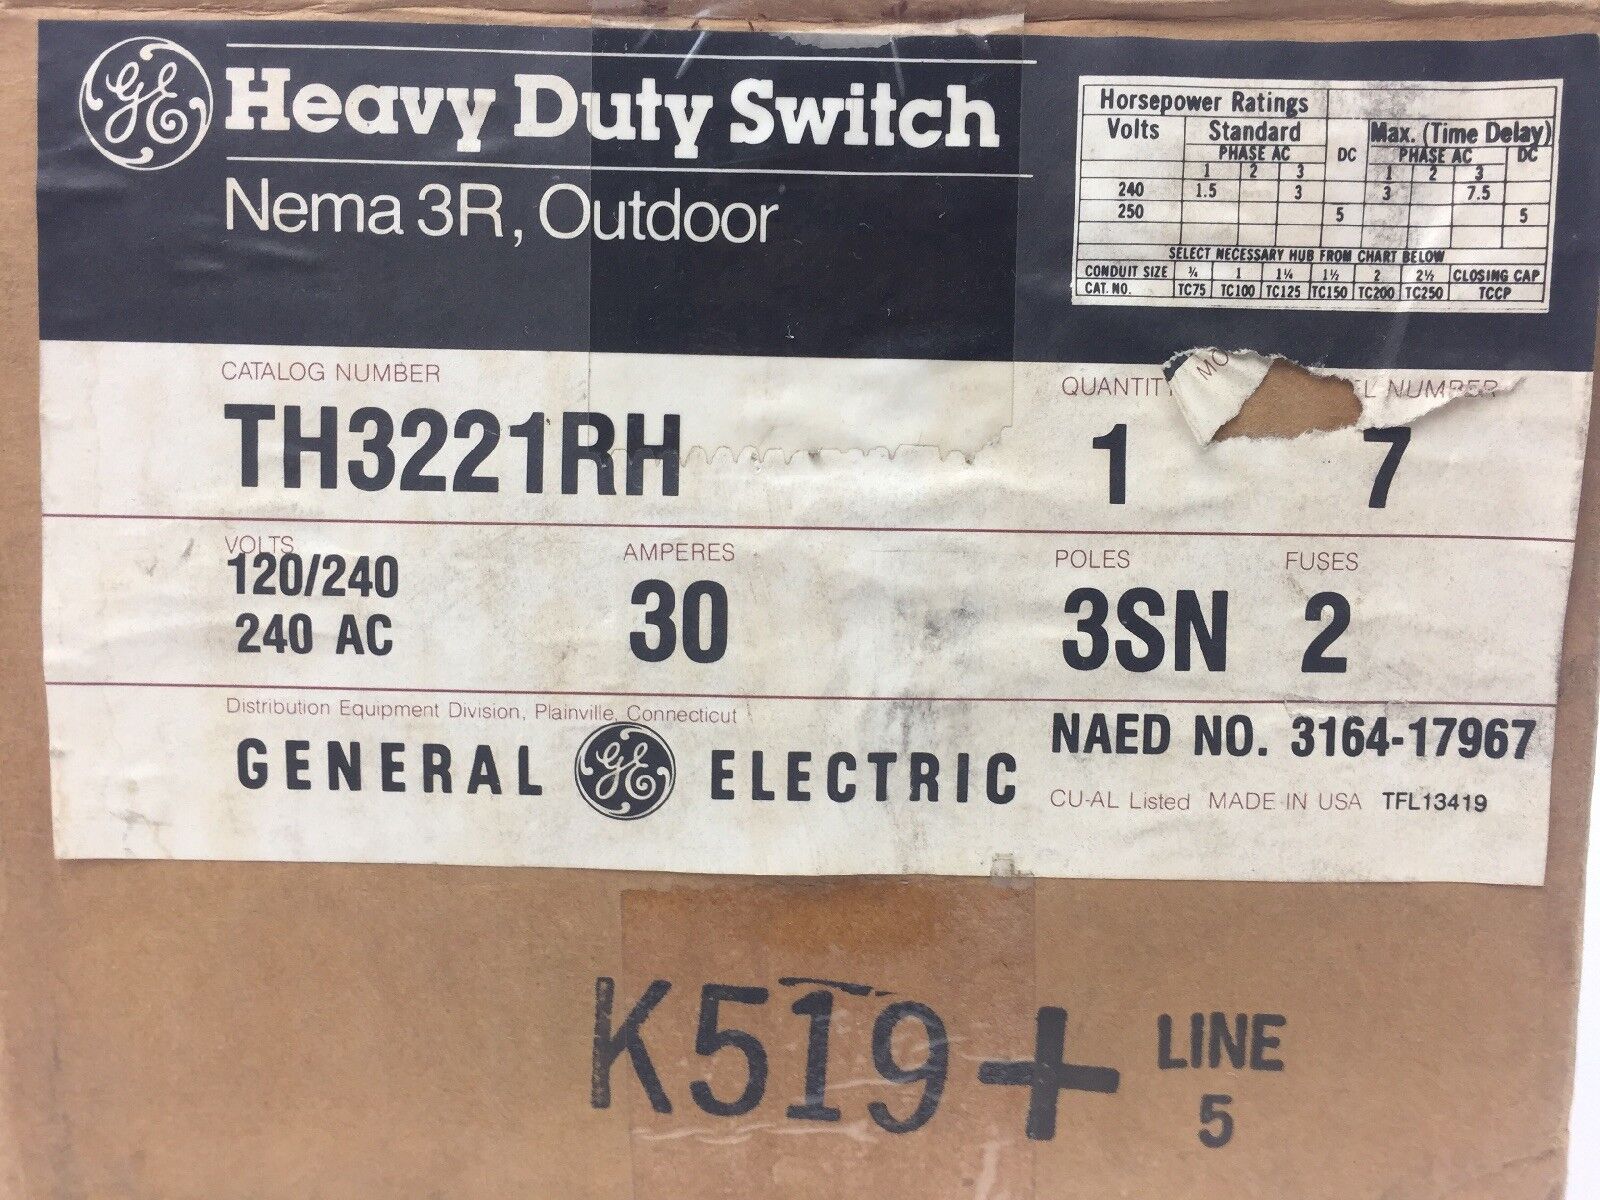 GE Heavy Duty Switch
Nema 3R, Outdoor
Horsepower Ratings
Volts Standard DC Max. (Time Delay)
PHASE AC PHASE AC DC
1 2 3 1 2 3
240 1.5 3 3 7.5
250 5 5
SELECT NECESSARY HUB FROM CHART BELOW
CONDUIT SIZE ¾ 1 1¼ 1½ 2 2½ CLOSING CAP
CAT. NO. TC75 TC100 TC125 TC150 TC200 TC250 TCCP
CATALOG NUMBER QUANTIT MO L NUMBER
TH3221RH 1 7
VOLTS AMPERES POLES FUSES
120/240
240 AC 30 3SN 2
Distribution Equipment Division, Plainville, Connecticut
GENERAL GE ELECTRIC
NAED NO. 3164-17967
CU-AL Listed MADE IN USA TFL13419
K519+ LINE
5